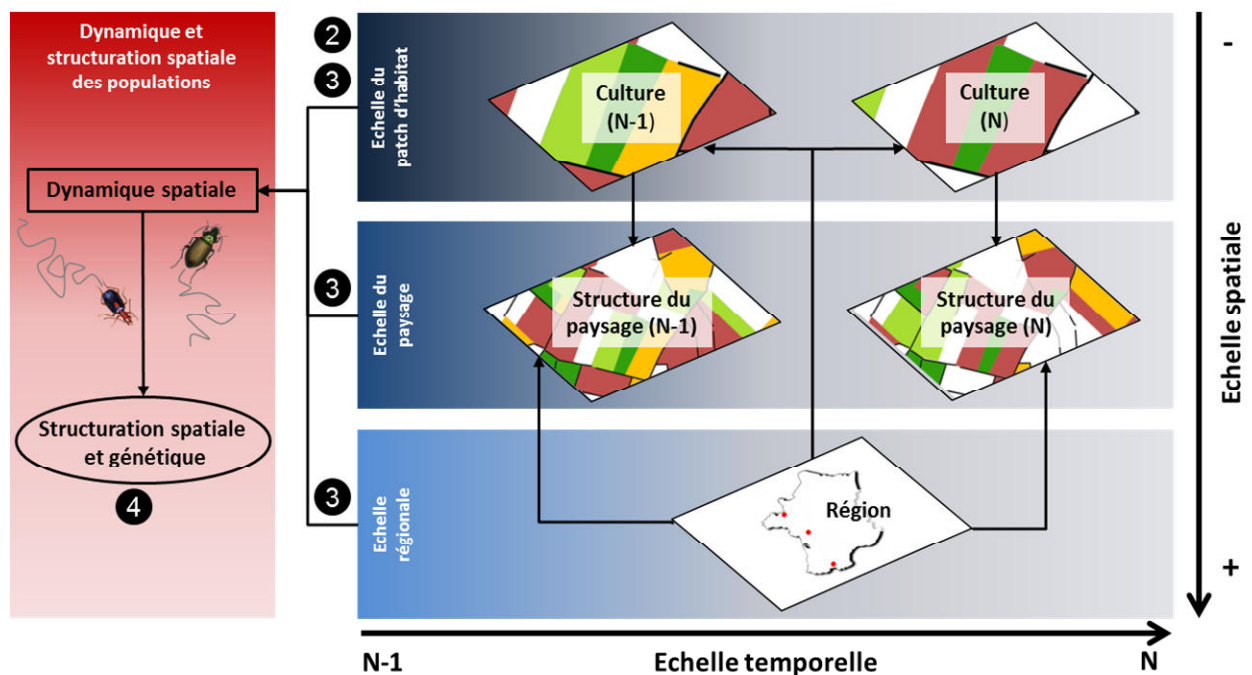 Dynamique et
structuration spatiale
des populations
Dynamique spatiale
Structuration spatiale
et génétique
4
2
3
Echelle du
patch d'habitat
Culture
(N-1)
Culture
(N)
3
Echelle du
paysage
Structure du
paysage (N-1)
Structure du
paysage (N)
3
Echelle
régionale
Région
-
Echelle spatiale
+
N-1
Echelle temporelle
N